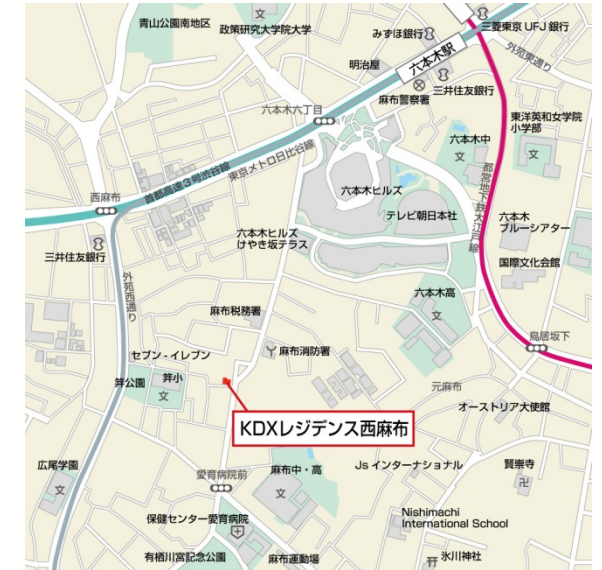 青山公園南地区
文
政策研究大学院大学
みずほ銀行
三菱東京UFJ銀行
外苑東通り
明治屋
六本木駅
三井住友銀行
麻布警察署
六本木六丁目
東洋英和女学院
小学部
文
六本木中
文
首都高速3号渋谷線
東京メトロ日比谷線
都営地下鉄大江戸線
西麻布
六本木ヒルズ
テレビ朝日本社
六本木
ブルーシアター
六本木ヒルズ
けやき坂テラス
三井住友銀行
国際文化会館
外苑西通り
六本木高
文
麻布税務署
鳥居坂下
セブン-イレブン
麻布消防署
笄公園
笄小
文
元麻布
KDXレジデンス西麻布
オーストリア大使館
広尾学園
文
愛育病院前
麻布中・高
文
Jsインターナショナル
賢崇寺
保健センター愛育病院
Nishimachi
International School
有栖川宮記念公園
麻布運動場
氷川神社